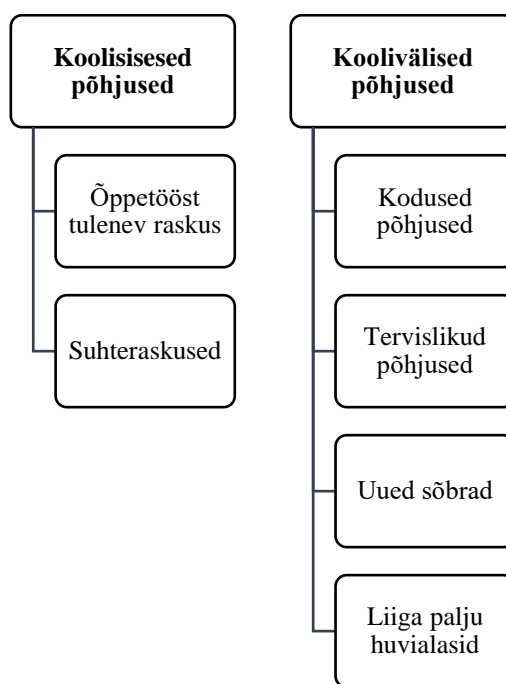 Koolisisesed
põhjused
Õppetööst
tulenev raskus
Suhteraskused
Koolivälised
põhjused
Kodused
põhjused
Tervislikud
põhjused
Uued sõbrad
Liiga palju
huvialasid